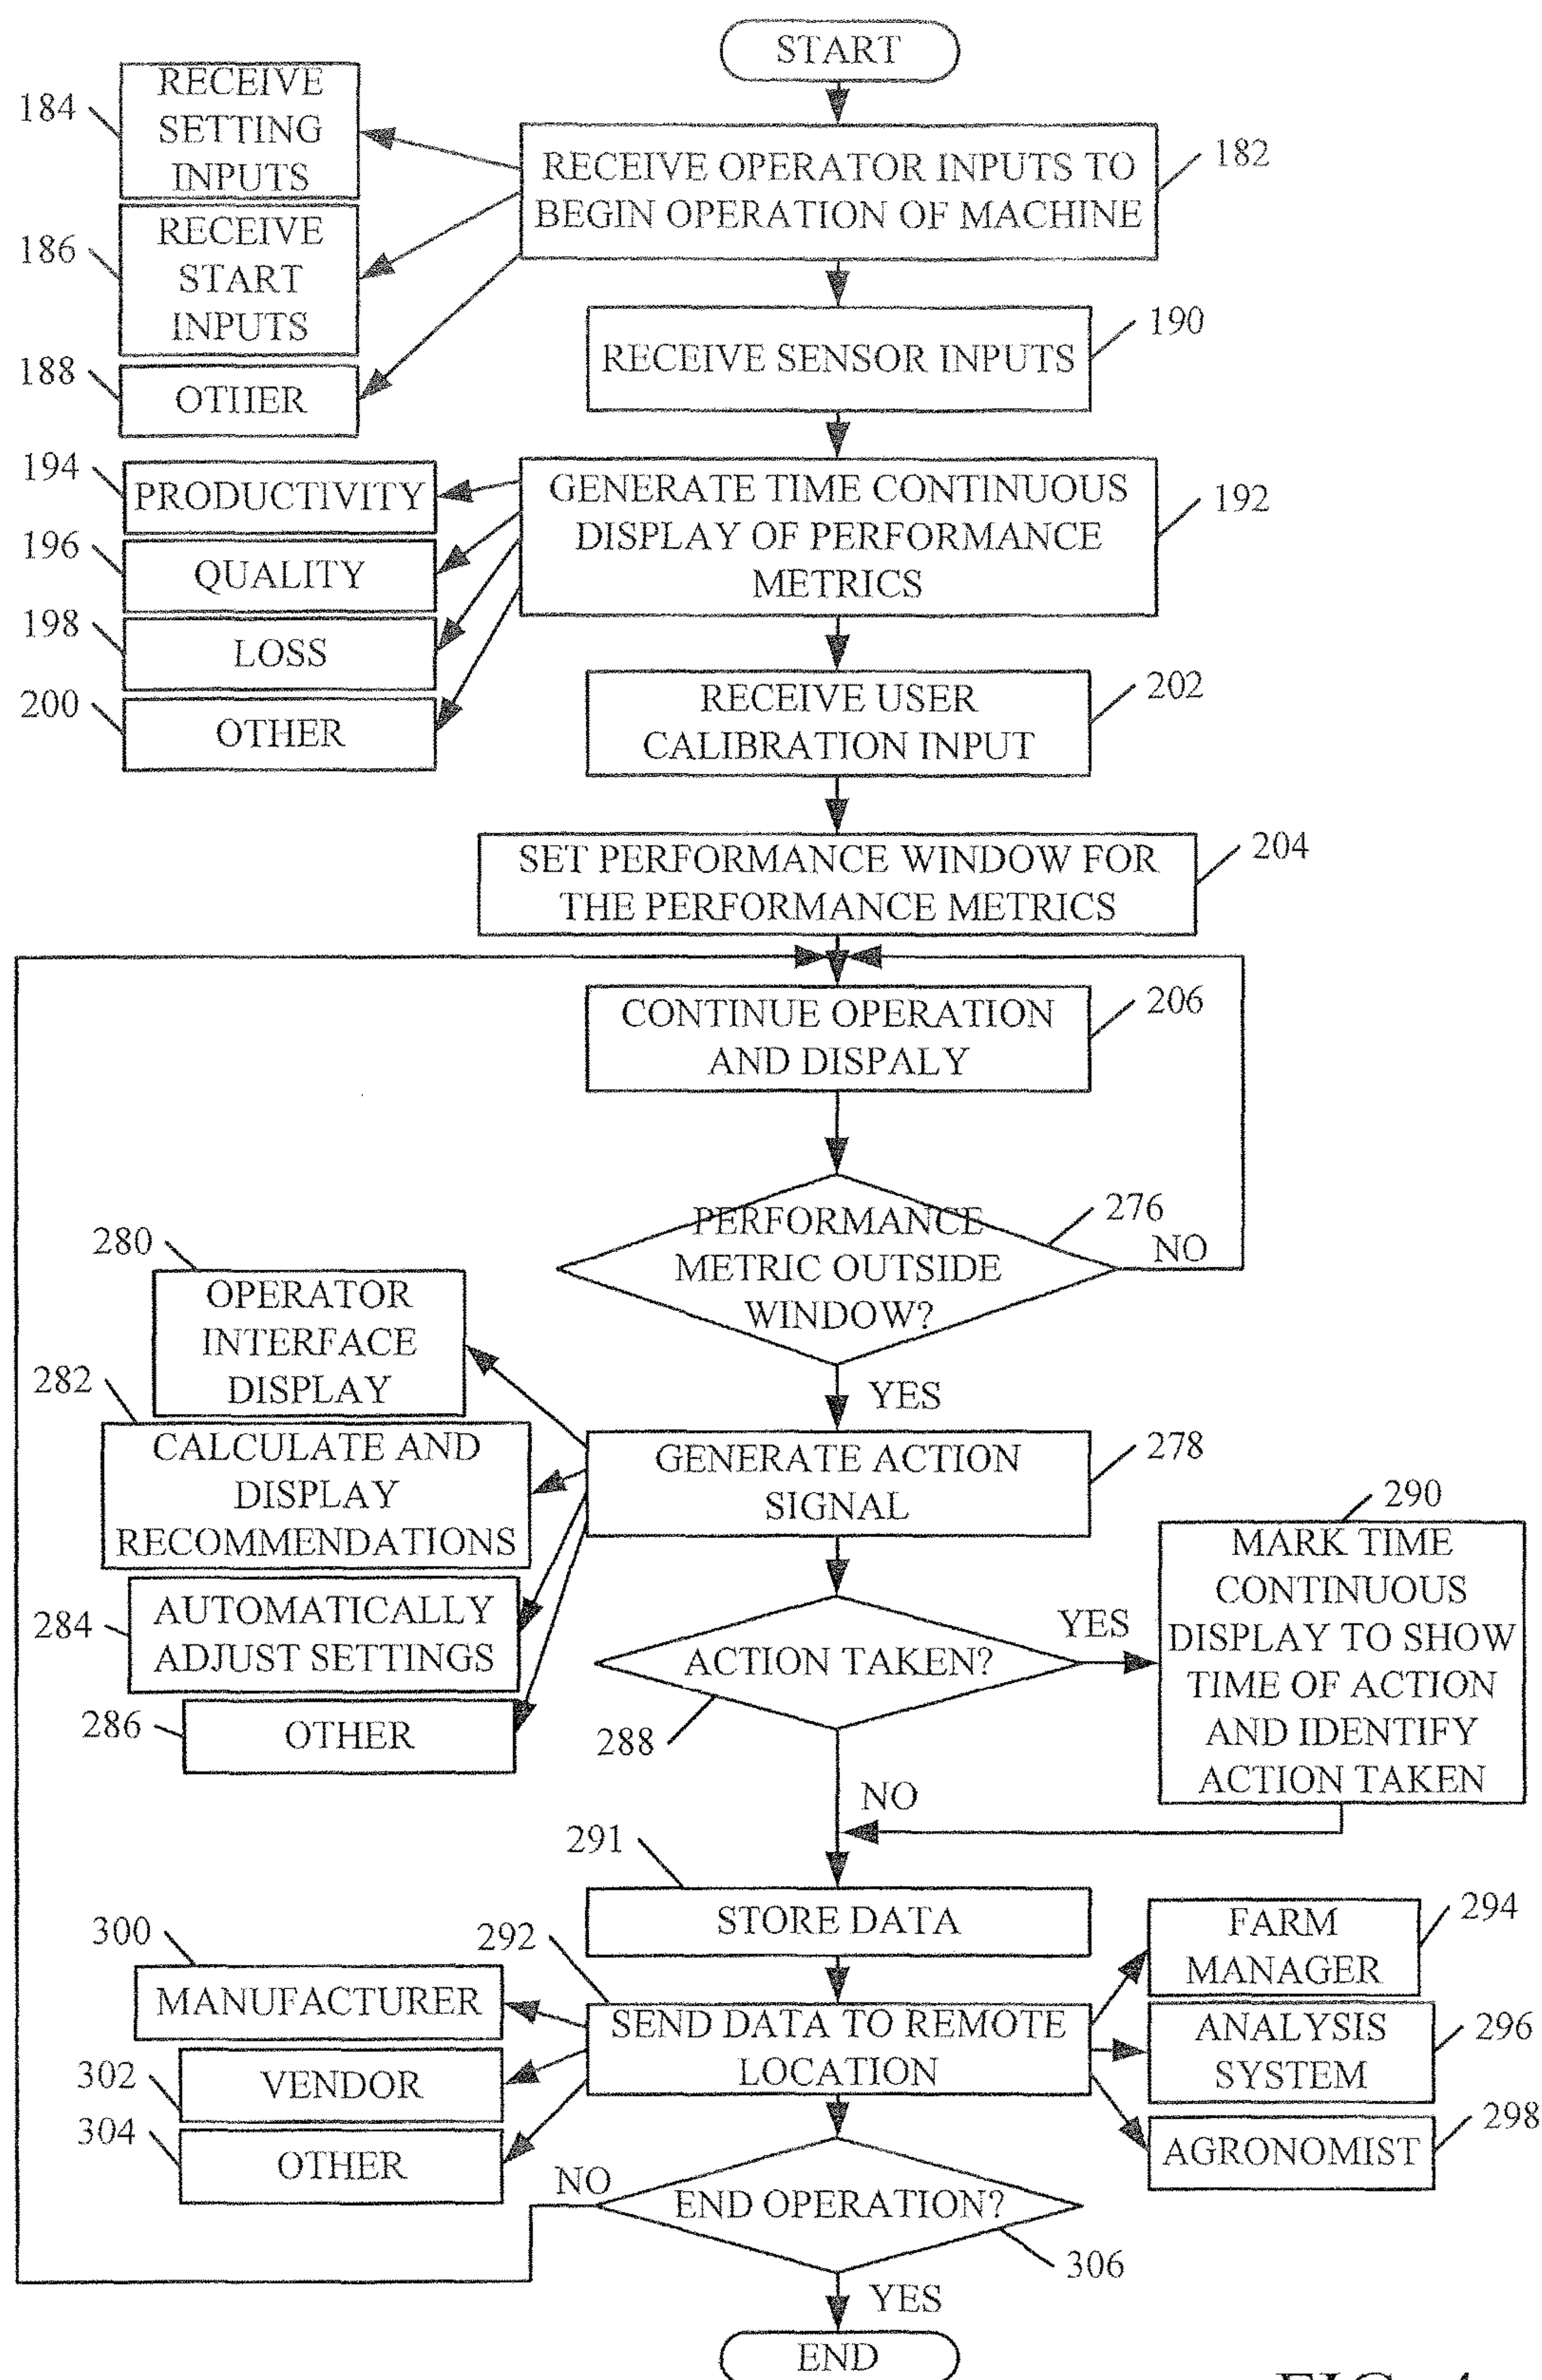 START
184
RECEIVE
SETTING
INPUTS
RECEIVE OPERATOR INPUTS TO
BEGIN OPERATION OF MACHINE
182
186
RECEIVE
START
INPUTS
190
RECEIVE SENSOR INPUTS
188
OTHER
194
PRODUCTIVITY
GENERATE TIME CONTINUOUS
DISPLAY OF PERFORMANCE
METRICS
192
196
QUALITY
198
LOSS
200
OTHER
RECEIVE USER
CALIBRATION INPUT
202
SET PERFORMANCE WINDOW FOR
THE PERFORMANCE METRICS
204
CONTINUE OPERATION
AND DISPALY
206
PERFORMANCE
METRIC OUTSIDE
WINDOW?
276
NO
YES
280
OPERATOR
INTERFACE
DISPLAY
282
CALCULATE AND
DISPLAY
RECOMMENDATIONS
GENERATE ACTION
SIGNAL
278
284
AUTOMATICALLY
ADJUST SETTINGS
286
OTHER
ACTION TAKEN?
288
YES
290
MARK TIME
CONTINUOUS
DISPLAY TO SHOW
TIME OF ACTION
AND IDENTIFY
ACTION TAKEN
NO
291
STORE DATA
292
SEND DATA TO REMOTE
LOCATION
300
MANUFACTURER
302
VENDOR
304
OTHER
FARM
MANAGER
294
ANALYSIS
SYSTEM
296
AGRONOMIST
298
NO
END OPERATION?
306
YES
END